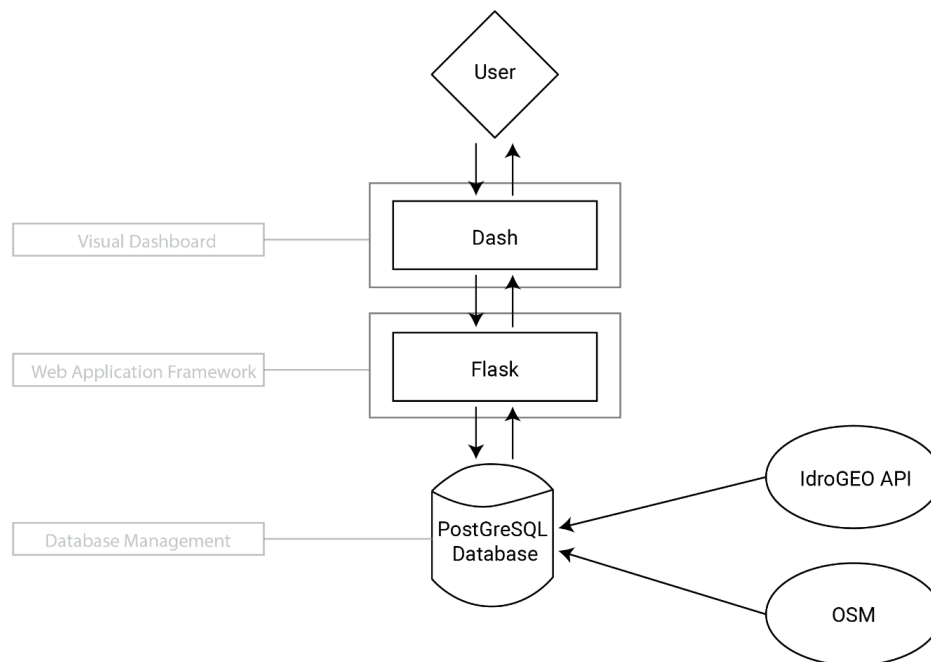 User
Visual Dashboard
Dash
Web Application Framework
Flask
IdroGEO API
Database Management
PostGreSQL
Database
OSM